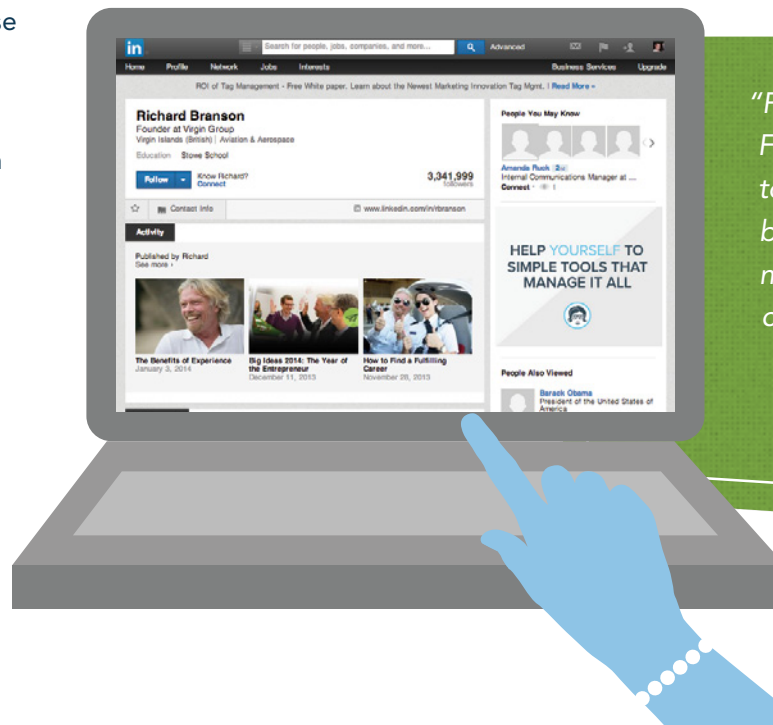 se
in
Search for people, jobs, companies, and more...
Advanced
Home Profile Network Jobs Interests Business Services Upgrade
ROI of Tag Management - Free White paper. Learn about the Newest Marketing Innovation Tag Mgmt. | Read More »
Richard Branson
Founder at Virgin Group
Virgin Islands (British) | Aviation & Aerospace
Education Stowe School
Follow
Know Richard?
Connect
3,341,999
followers
Contact Info
www.linkedin.com/in/rbranson
Activity
Published by Richard
See more ›
The Benefits of Experience
January 3, 2014
Big Ideas 2014: The Year of
the Entrepreneur
December 11, 2013
How to Find a Fulfilling
Career
November 28, 2013
People You May Know
Amanda Ruck
Internal Communications Manager at ...
Connect · 1
HELP YOURSELF TO
SIMPLE TOOLS THAT
MANAGE IT ALL
People Also Viewed
Barack Obama
President of the United States of
America